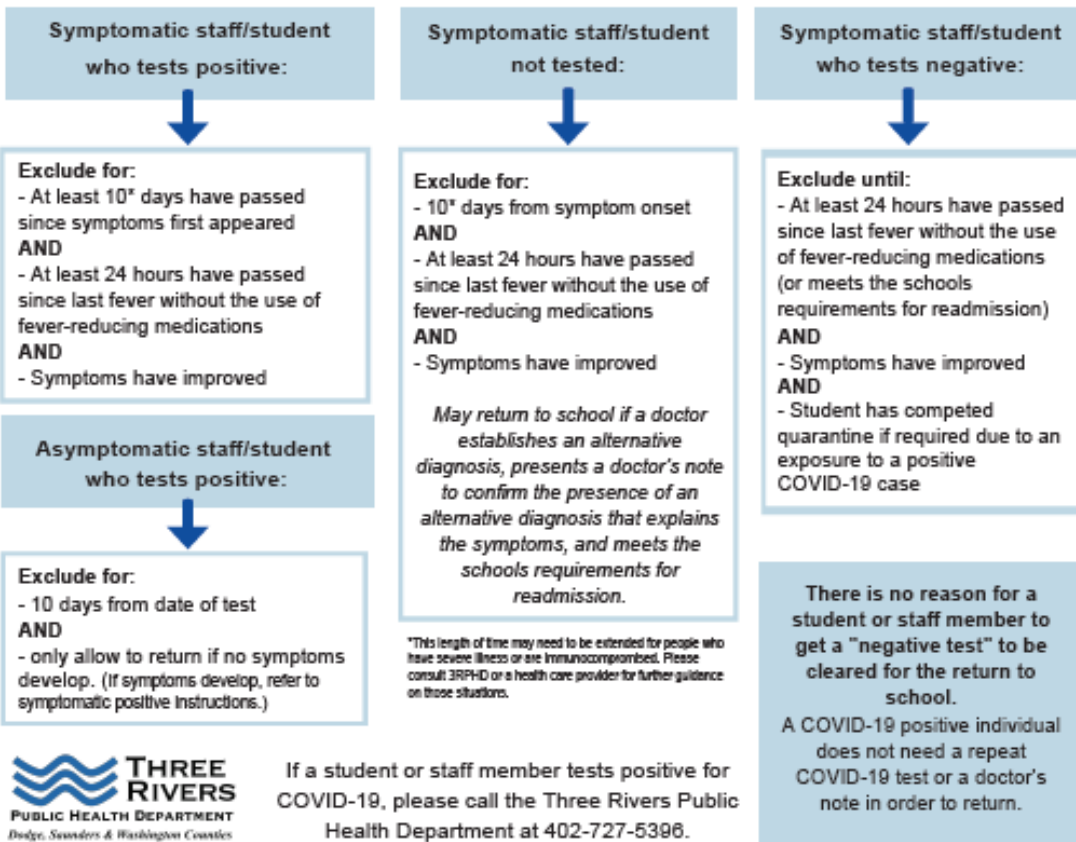 Symptomatic staff/student
who tests positive:
Exclude for:
- At least 10* days have passed
since symptoms first appeared
AND
- At least 24 hours have passed
since last fever without the use of
fever-reducing medications
AND
- Symptoms have improved
Asymptomatic staff/student
who tests positive:
Exclude for:
- 10 days from date of test
AND
- only allow to return if no symptoms
develop. (If symptoms develop, refer to
symptomatic positive instructions.)
Symptomatic staff/student
not tested:
Exclude for:
- 10* days from symptom onset
AND
- At least 24 hours have passed
since last fever without the use of
fever-reducing medications
AND
- Symptoms have improved
May return to school if a doctor
establishes an alternative
diagnosis, presents a doctor's note
to confirm the presence of an
alternative diagnosis that explains
the symptoms, and meets the
schools requirements for
readmission.
*This length of time may need to be extended for people who
have severe illness or are immunocompromised. Please
consult 3RPHD or a health care provider for further guidance
on those situations.
Symptomatic staff/student
who tests negative:
Exclude until:
- At least 24 hours have passed
since last fever without the use
of fever-reducing medications
(or meets the schools
requirements for readmission)
AND
- Symptoms have improved
AND
- Student has competed
quarantine if required due to an
exposure to a positive
COVID-19 case
There is no reason for a
student or staff member to
get a "negative test" to be
cleared for the return to
school.
A COVID-19 positive individual
does not need a repeat
COVID-19 test or a doctor's
note in order to return.
THREE
RIVERS
PUBLIC HEALTH DEPARTMENT
Dodge, Saunders & Washington Counties
If a student or staff member tests positive for
COVID-19, please call the Three Rivers Public
Health Department at 402-727-5396.